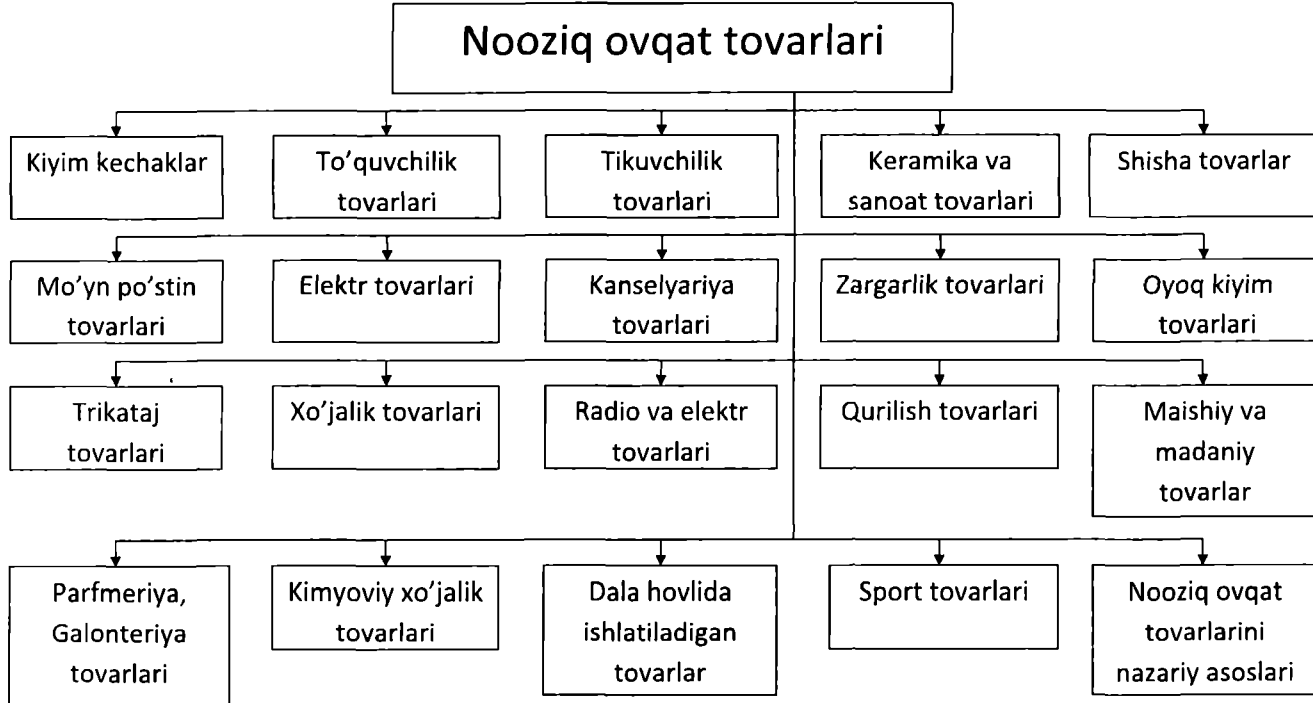 Nooziq ovqat tovarlari
Kiyim kechaklar
To'quvchilik
tovarlari
Tikuvchilik
tovarlari
Keramika va
sanoat tovarlari
Shisha tovarlar
Mo'yn po'stin
tovarlari
Elektr tovarlari
Kanselyariya
tovarlari
Zargarlik tovarlari
Oyoq kiyim
tovarlari
Trikataj
tovarlari
Xo'jalik tovarlari
Radio va elektr
tovarlari
Qurilish tovarlari
Maishiy va
madaniy
tovarlar
Parfmeriya,
Galonteriya
tovarlari
Kimyoviy xo'jalik
tovarlari
Dala hovlida
ishlatiladigan
tovarlar
Sport tovarlari
Nooziq ovqat
tovarlarini
nazariy asoslari